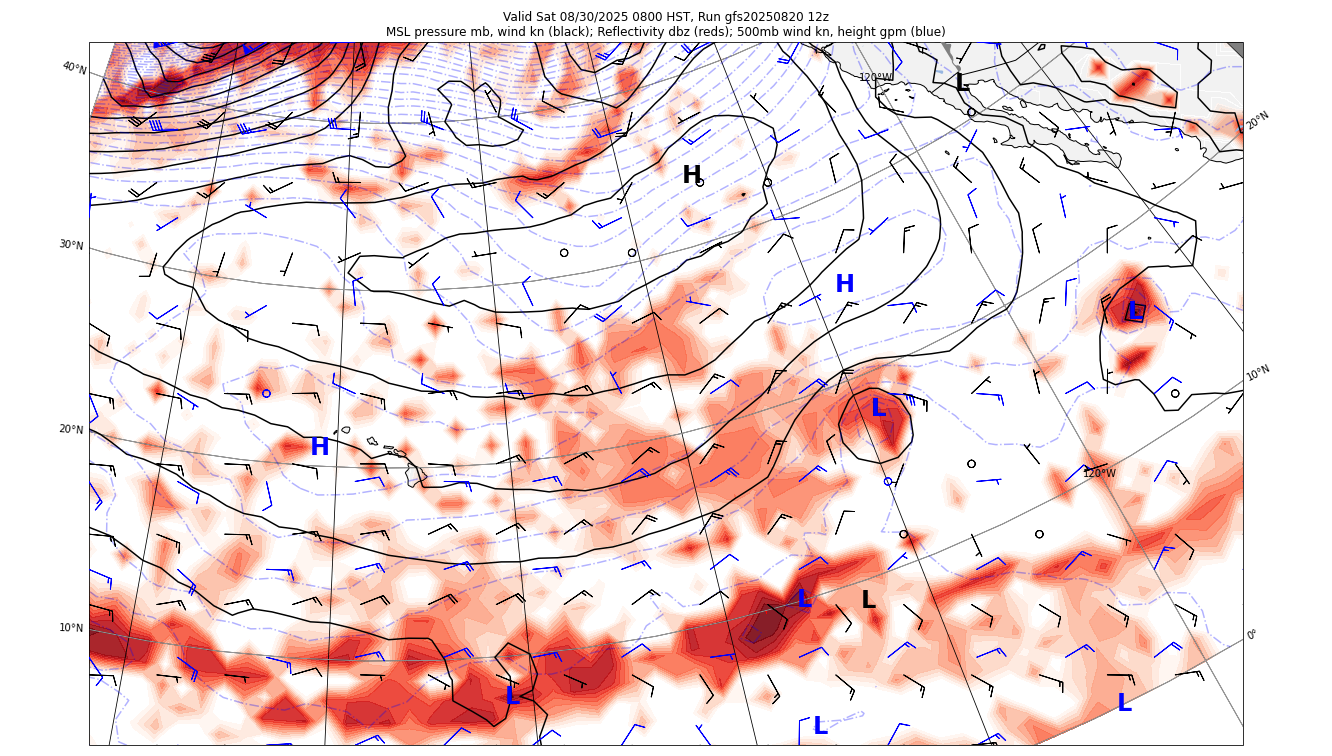 Valid Sat 08/30/2025 0800 HST, Run gfs20250820 12z
MSL pressure mb, wind kn (black); Reflectivity dbz (reds); 500mb wind kn, height gpm (blue)
40°N
120°W
L
20°N
H
30°N
H
L
10°N
L
20°N
H
120°W
L
L
10°N
0°
L
L
L